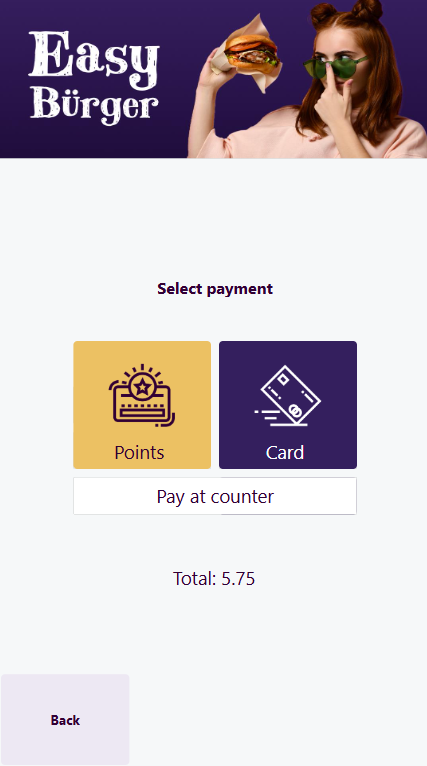 Easy
Bürger
Select payment
Points
Card
Pay at counter
Total: 5.75
Back